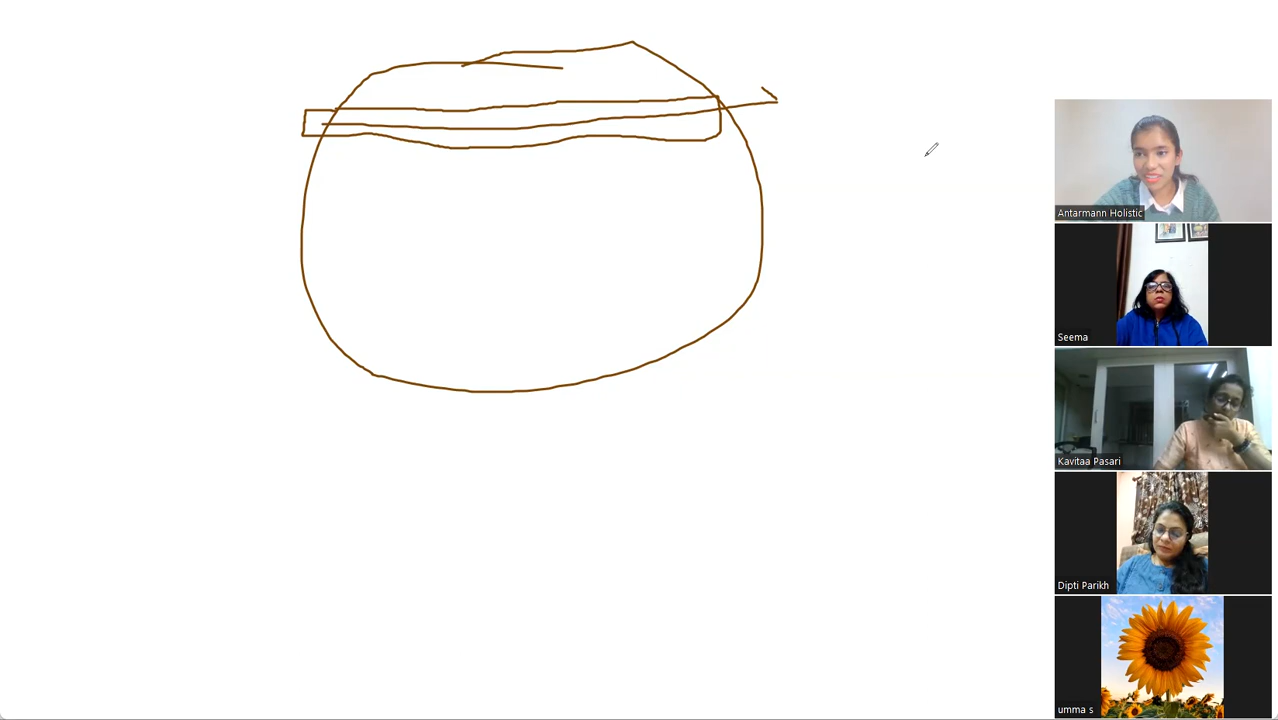 Antarmann Holistic
Seema
Kavitaa Pasari
Dipti Parikh
umma s